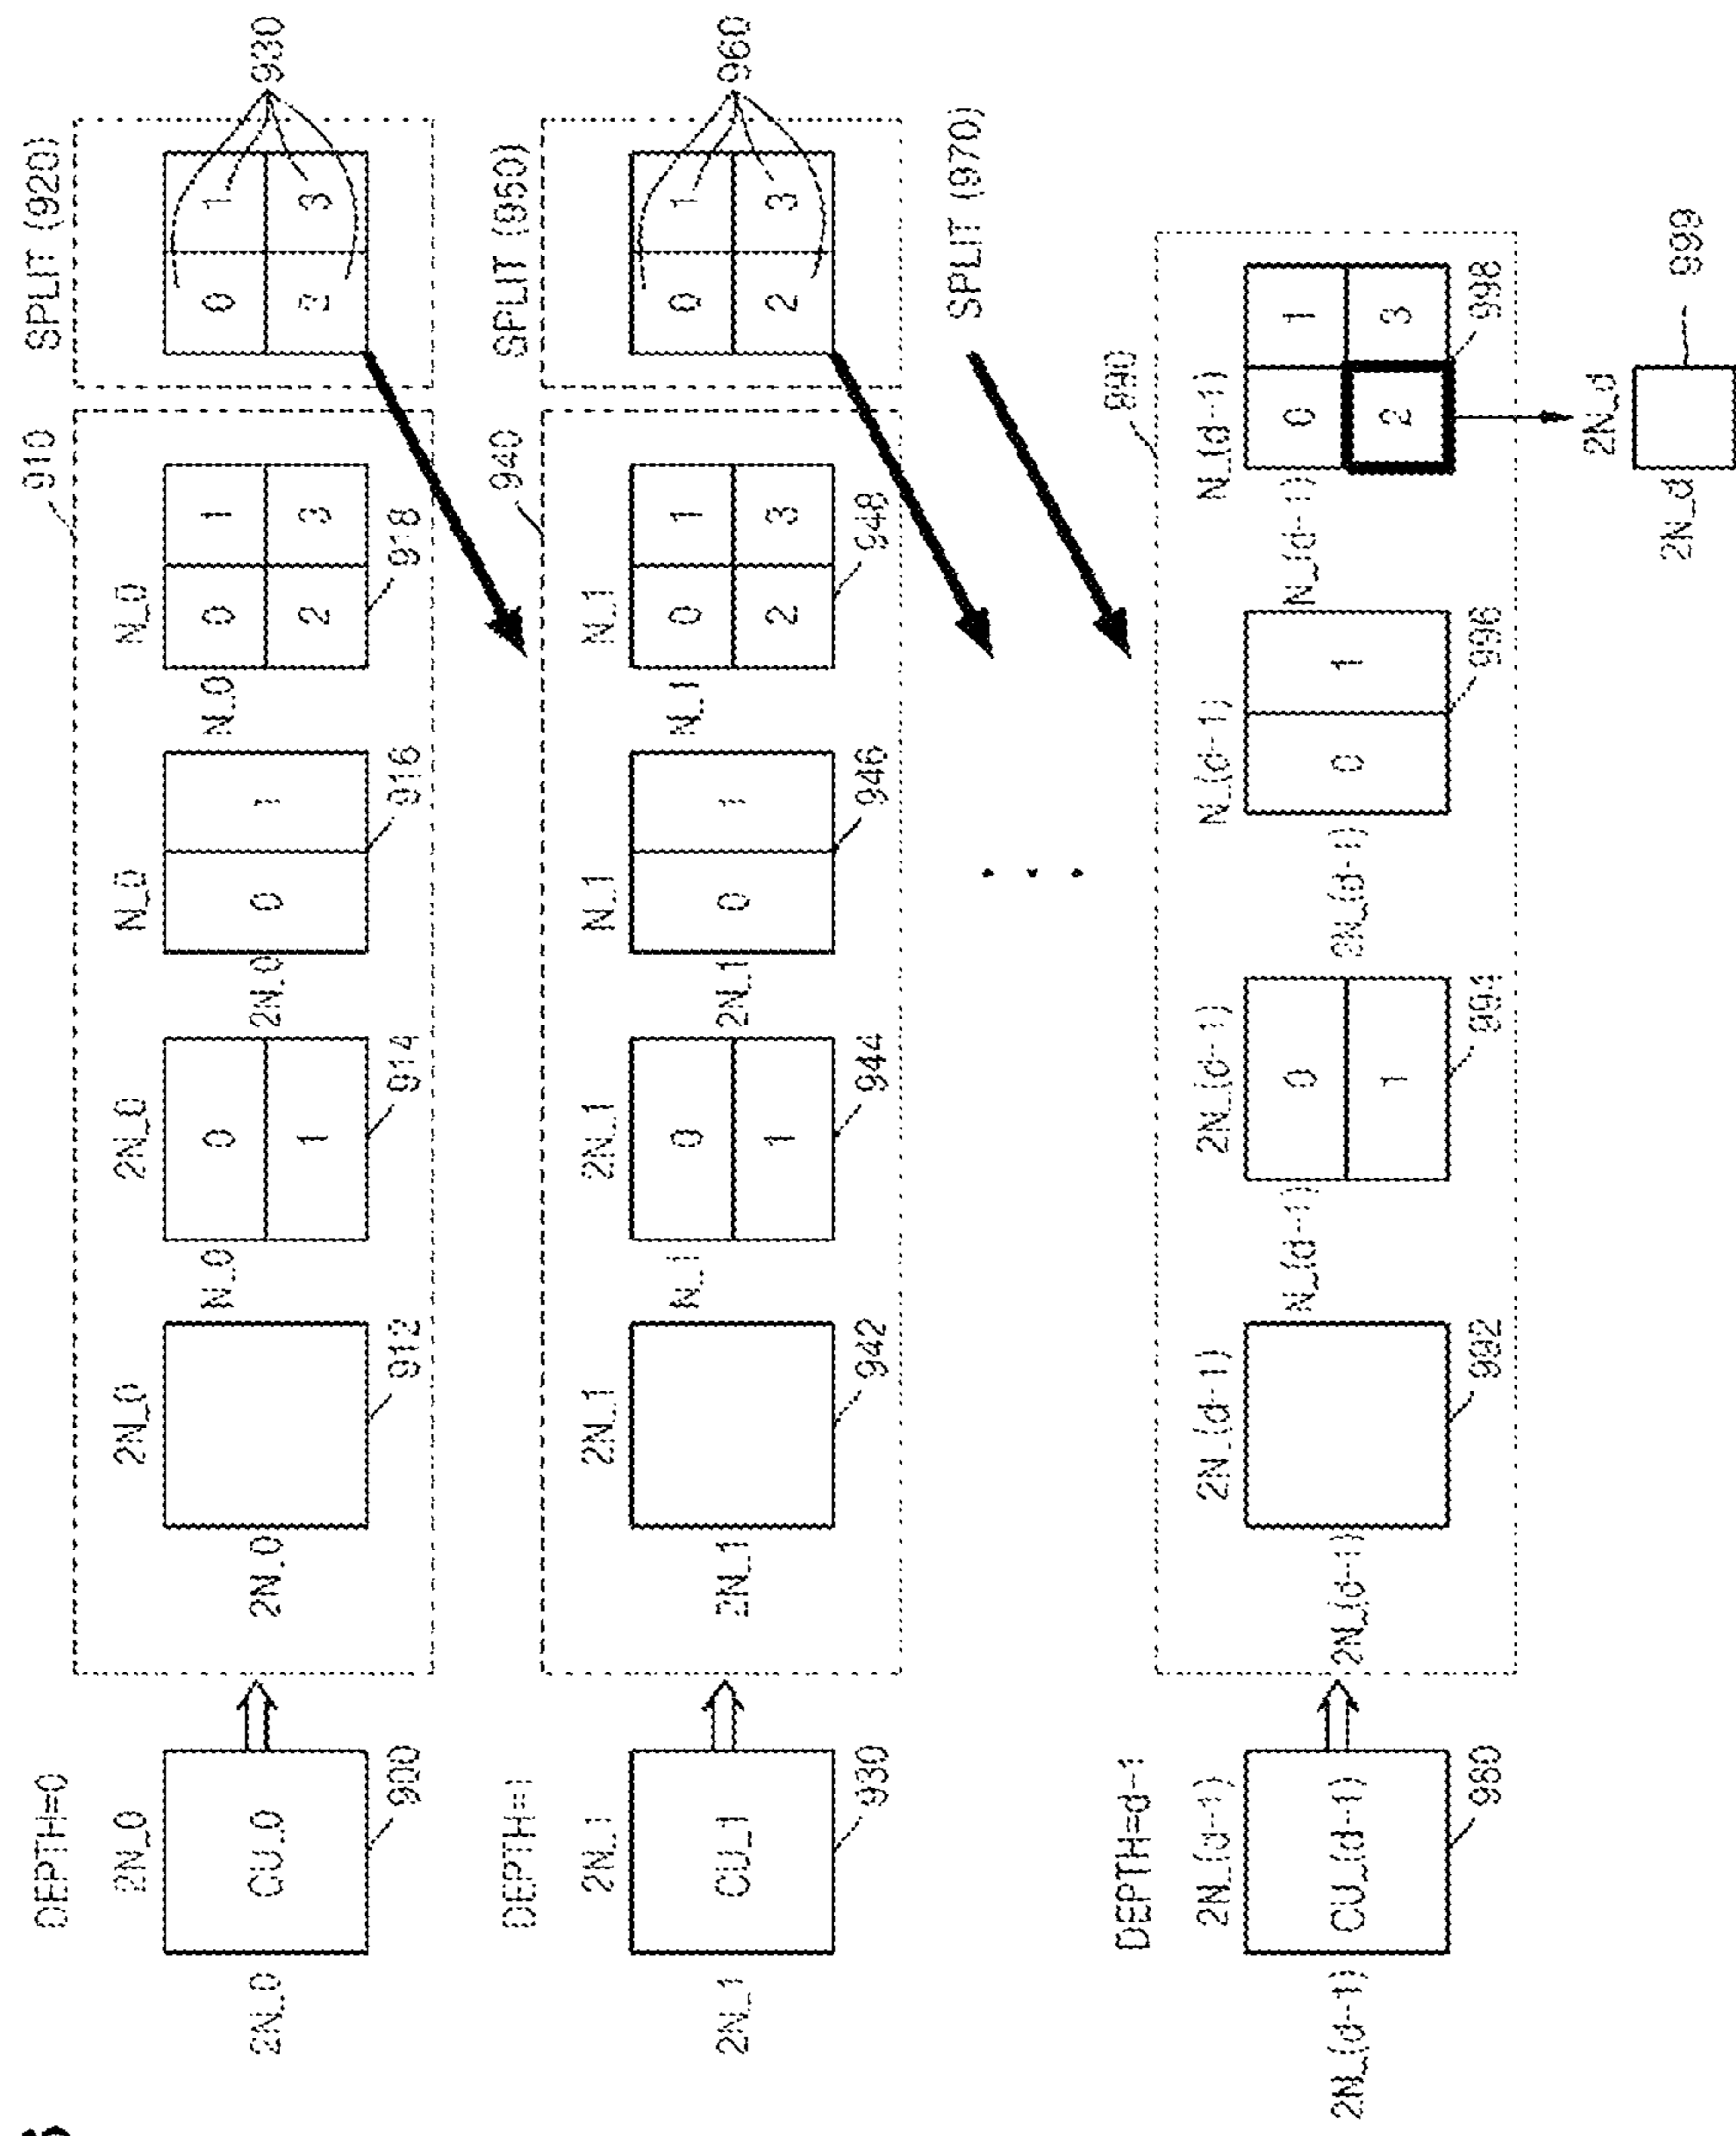 DEPTH=0
2N_0
2N_0
CU_0
900
910
2N_0
2N_0
912
2N_0
N_0
0
1
914
N_0
2N_0
0
1
916
N_0
N_0
0
1
2
3
918
SPLIT (920)
0
1
2
3
930
DEPTH=1
2N_1
2N_1
CU_1
930
940
2N_1
2N_1
942
2N_1
N_1
0
1
944
N_1
2N_1
0
1
946
N_1
N_1
0
1
2
3
948
SPLIT (950)
0
1
2
3
960
SPLIT (970)
DEPTH=d-1
2N_(d-1)
2N_(d-1)
CU_(d-1)
980
990
2N_(d-1)
2N_(d-1)
992
2N_(d-1)
N_(d-1)
0
1
994
N_(d-1)
2N_(d-1)
0
1
996
N_(d-1)
N_(d-1)
0
1
2
3
998
2N_d
2N_d
999